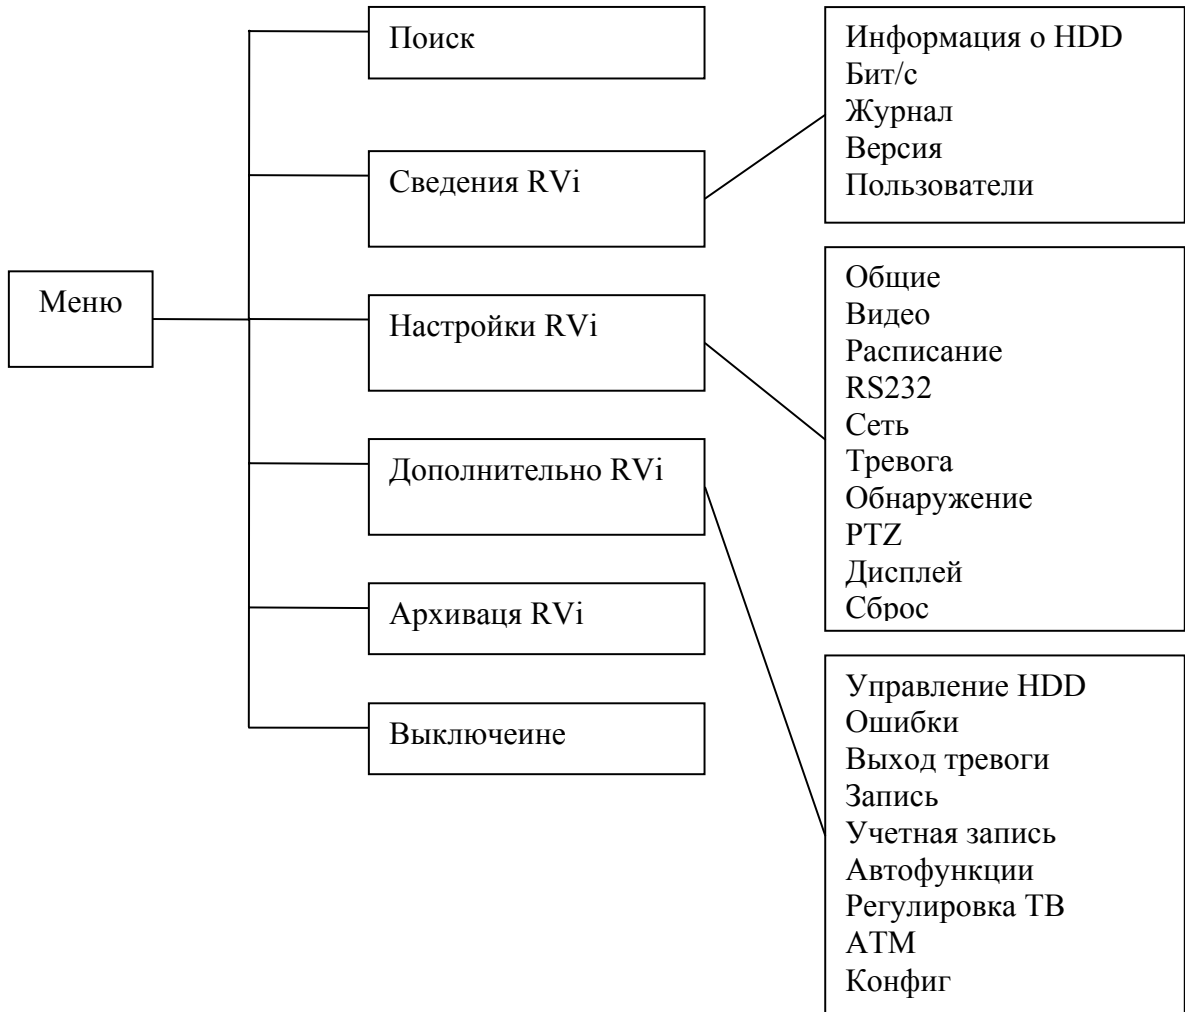 Меню
Поиск
Сведения RVi
Настройки RVi
Дополнительно RVi
Архиваця RVi
Выключеине
Информация о HDD
Бит/с
Журнал
Версия
Пользователи
Общие
Видео
Расписание
RS232
Сеть
Тревога
Обнаружение
PTZ
Дисплей
Сброс
Управление HDD
Ошибки
Выход тревоги
Запись
Учетная запись
Автофункции
Регулировка ТВ
ATM
Конфиг